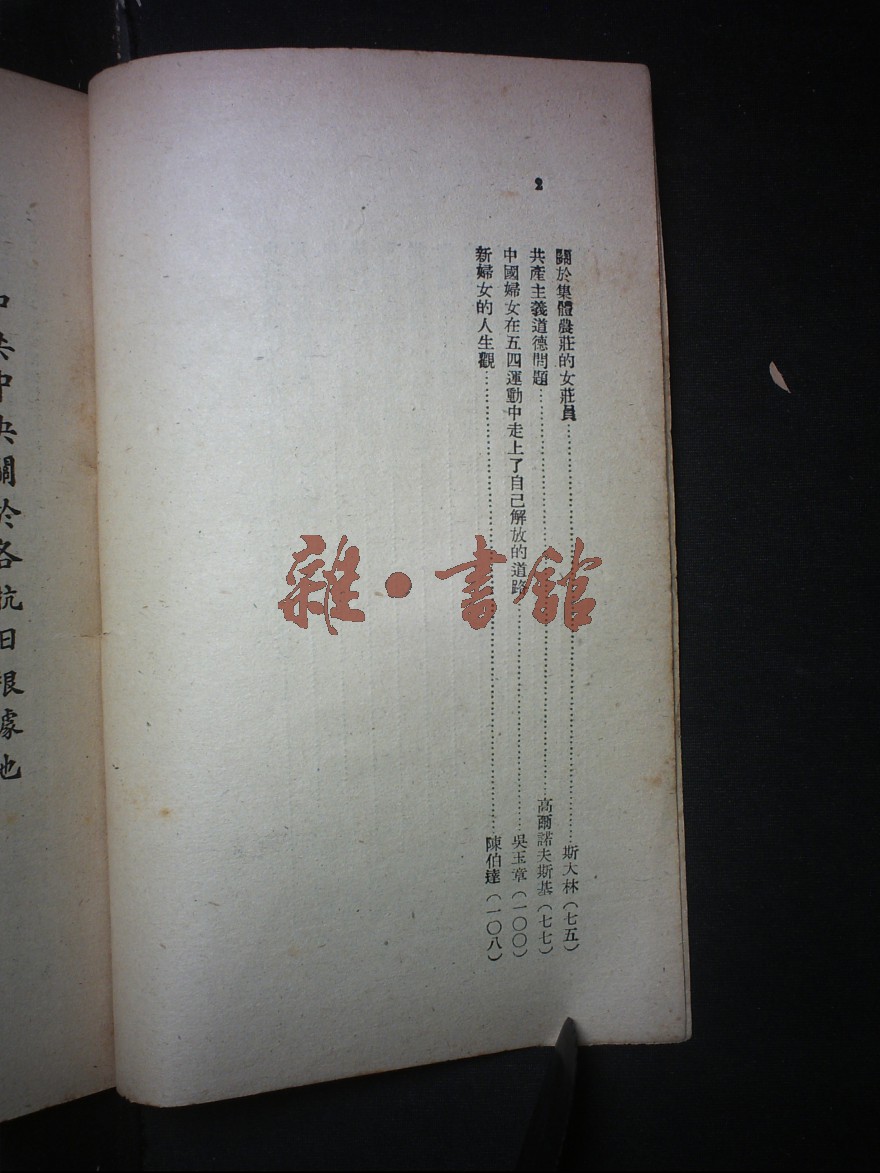 2
關於集體農莊的女莊員……斯大林(七五)
共產主義道德問題……高爾諾夫斯基(七七)
中國婦女在五四運動中走上了自己解放的道路……吳玉章(一〇〇)
新婦女的人生觀……陳伯達(一〇八)
中共中央關於各抗日根據地
雜·書館